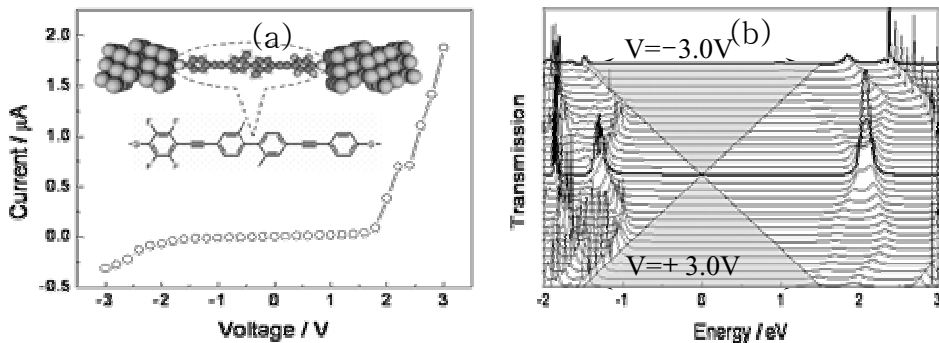 (a)
2.0
1.5
1.0
0.5
0.0
-0.5
-3 -2 -1 0 1 2 3
Current / μA
Voltage / V
F F
F F
V=−3.0V (b)
V=+3.0V
-2 -1 0 1 2 3
Transmission
Energy / eV